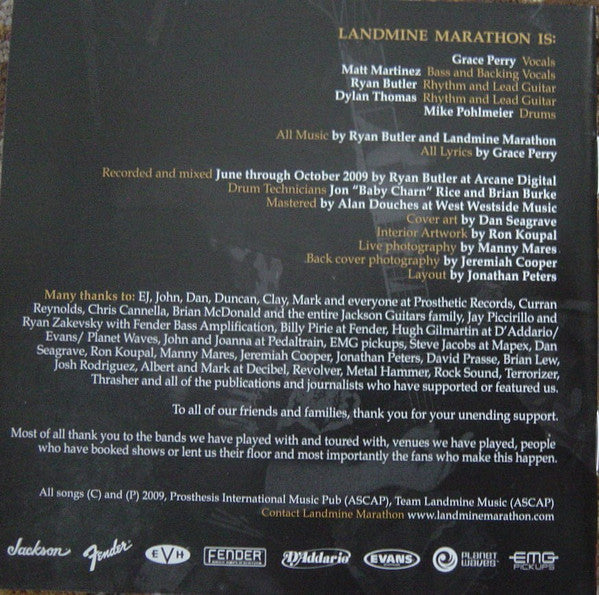 LANDMINE MARATHON IS:
Grace Perry Vocals
Matt Martinez Bass and Backing Vocals
Ryan Butler Rhythm and Lead Guitar
Dylan Thomas Rhythm and Lead Guitar
Mike Pohlmeier Drums
All Music by Ryan Butler and Landmine Marathon
All Lyrics by Grace Perry
Recorded and mixed June through October 2009 by Ryan Butler at Arcane Digital
Drum Technicians Jon "Baby Charn" Rice and Brian Burke
Mastered by Alan Douches at West Westside Music
Cover art by Dan Seagrave
Interior Artwork by Ron Koupal
Live photography by Manny Mares
Back cover photography by Jeremiah Cooper
Layout by Jonathan Peters
Many thanks to: EJ, John, Dan, Duncan, Clay, Mark and everyone at Prosthetic Records, Curran
Reynolds, Chris Cannella, Brian McDonald and the entire Jackson Guitars family, Jay Piccirillo and
Ryan Zakevsky with Fender Bass Amplification, Billy Pirie at Fender, Hugh Gilmartin at D'Addario/
Evans/ Planet Waves, John and Joanna at Pedaltrain, EMG pickups, Steve Jacobs at Mapex, Dan
Seagrave, Ron Koupal, Manny Mares, Jeremiah Cooper, Jonathan Peters, David Prasse, Brian Lew,
Josh Rodriguez, Albert and Mark at Decibel, Revolver, Metal Hammer, Rock Sound, Terrorizer,
Thrasher and all of the publications and journalists who have supported or featured us.
To all of our friends and families, thank you for your unending support.
Most of all thank you to the bands we have played with and toured with, venues we have played, people
who have booked shows or lent us their floor and most importantly the fans who make this happen.
All songs (C) and (P) 2009, Prosthesis International Music Pub (ASCAP), Team Landmine Music (ASCAP)
Contact Landmine Marathon www.landminemarathon.com
Jackson Fender EVH FENDER BASS AMPLIFICATION D'Addario EVANS PLANET WAVES EMG PICKUPS